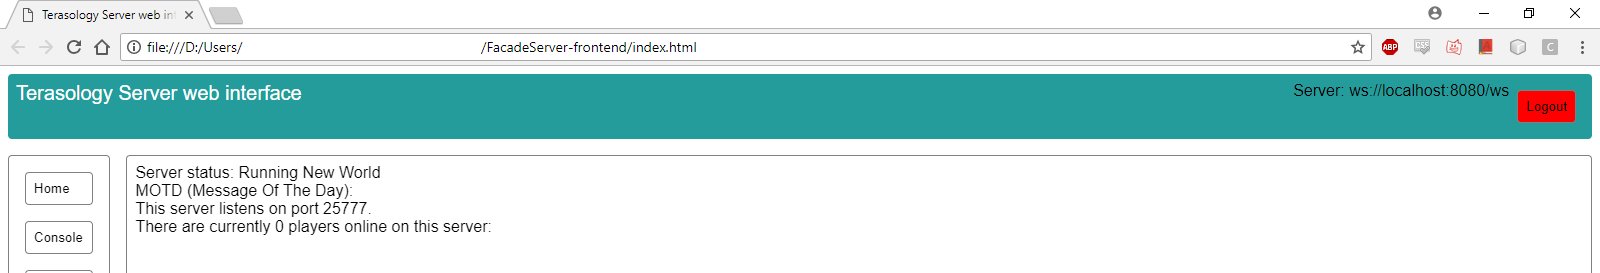 Terasology Server web in
file:///D:/Users/ /FacadeServer-frontend/index.html
ABP
CSS
C
Terasology Server web interface
Server: ws://localhost:8080/ws
Logout
Home
Console
Server status: Running New World
MOTD (Message Of The Day):
This server listens on port 25777.
There are currently 0 players online on this server: